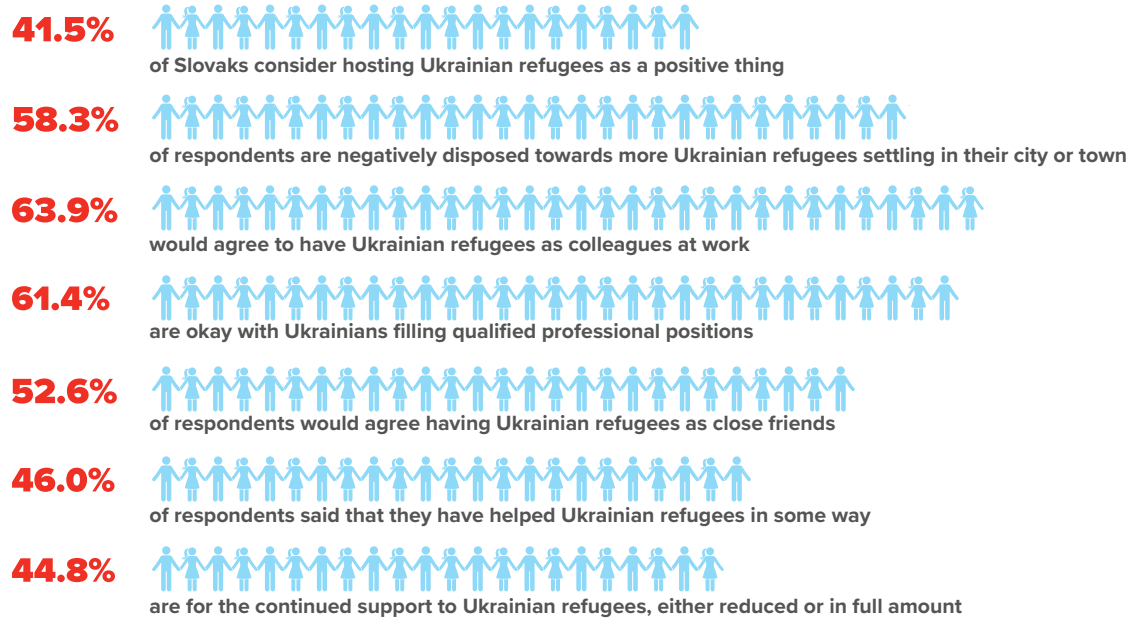 41.5%
of Slovaks consider hosting Ukrainian refugees as a positive thing
58.3%
of respondents are negatively disposed towards more Ukrainian refugees settling in their city or town
63.9%
would agree to have Ukrainian refugees as colleagues at work
61.4%
are okay with Ukrainians filling qualified professional positions
52.6%
of respondents would agree having Ukrainian refugees as close friends
46.0%
of respondents said that they have helped Ukrainian refugees in some way
44.8%
are for the continued support to Ukrainian refugees, either reduced or in full amount